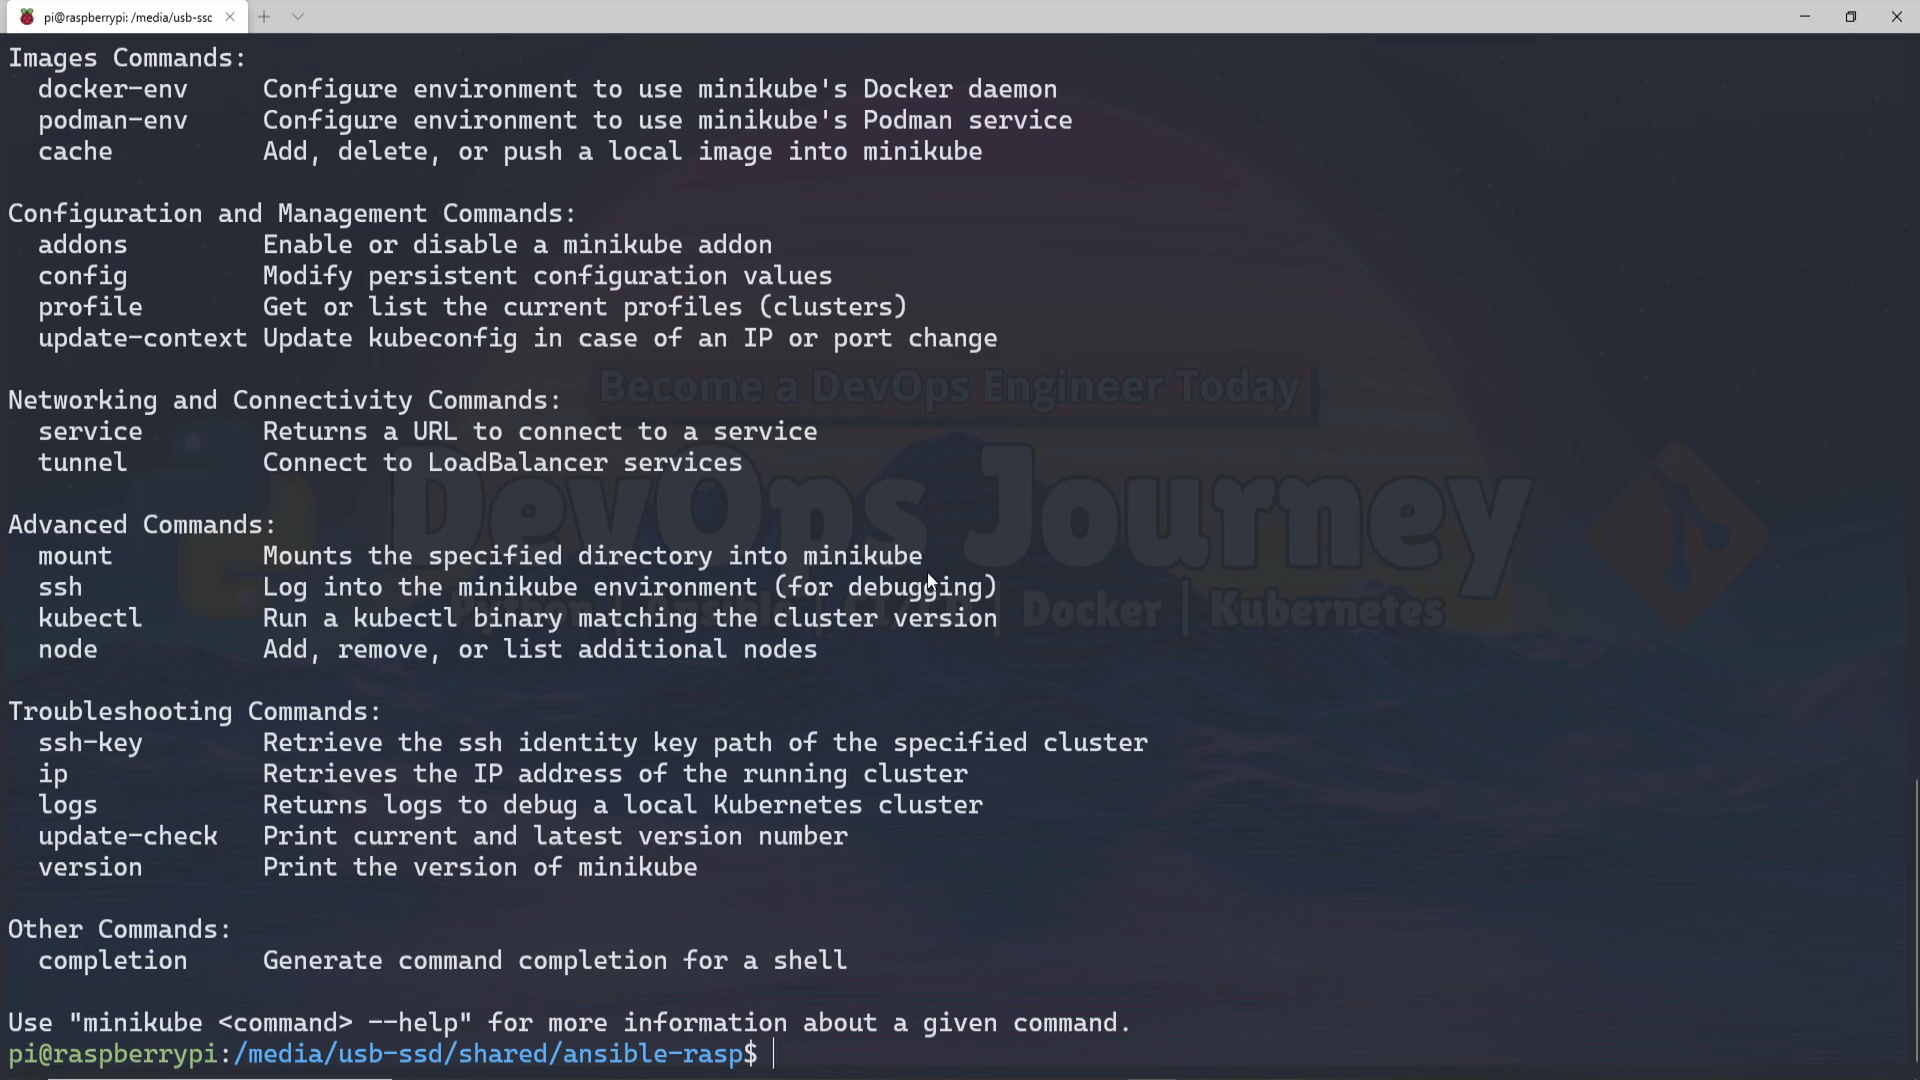 pi@raspberrypi: /media/usb-ssd
Images Commands:
docker-env Configure environment to use minikube's Docker daemon
podman-env Configure environment to use minikube's Podman service
cache Add, delete, or push a local image into minikube
Configuration and Management Commands:
addons Enable or disable a minikube addon
config Modify persistent configuration values
profile Get or list the current profiles (clusters)
update-context Update kubeconfig in case of an IP or port change
Become a DevOps Engineer Today
Networking and Connectivity Commands:
service Returns a URL to connect to a service
tunnel Connect to LoadBalancer services
DevOps Journey
Advanced Commands:
mount Mounts the specified directory into minikube
ssh Log into the minikube environment (for debugging)
Python | Ansible | CI/CD | Docker | Kubernetes
kubectl Run a kubectl binary matching the cluster version
node Add, remove, or list additional nodes
Troubleshooting Commands:
ssh-key Retrieve the ssh identity key path of the specified cluster
ip Retrieves the IP address of the running cluster
logs Returns logs to debug a local Kubernetes cluster
update-check Print current and latest version number
version Print the version of minikube
Other Commands:
completion Generate command completion for a shell
Use "minikube <command> --help" for more information about a given command.
pi@raspberrypi:/media/usb-ssd/shared/ansible-rasp$